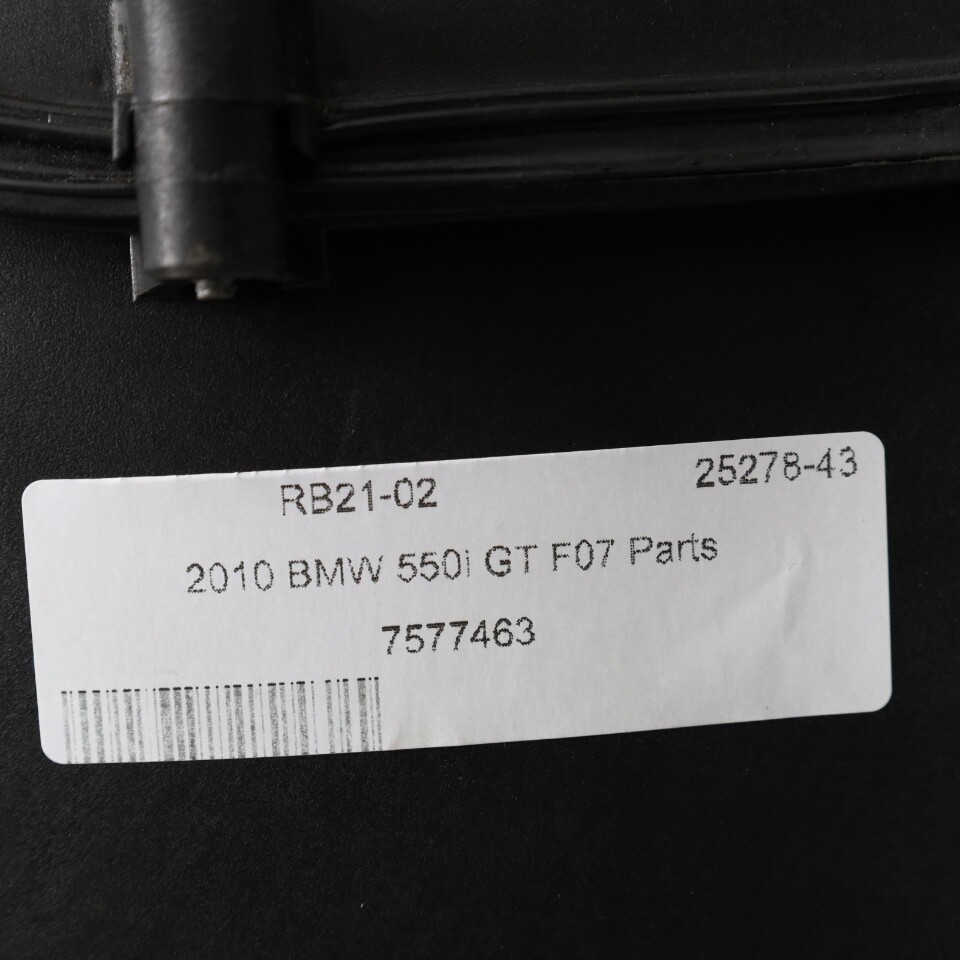 RB21-02 25278-43
2010 BMW 550i GT F07 Parts
7577463